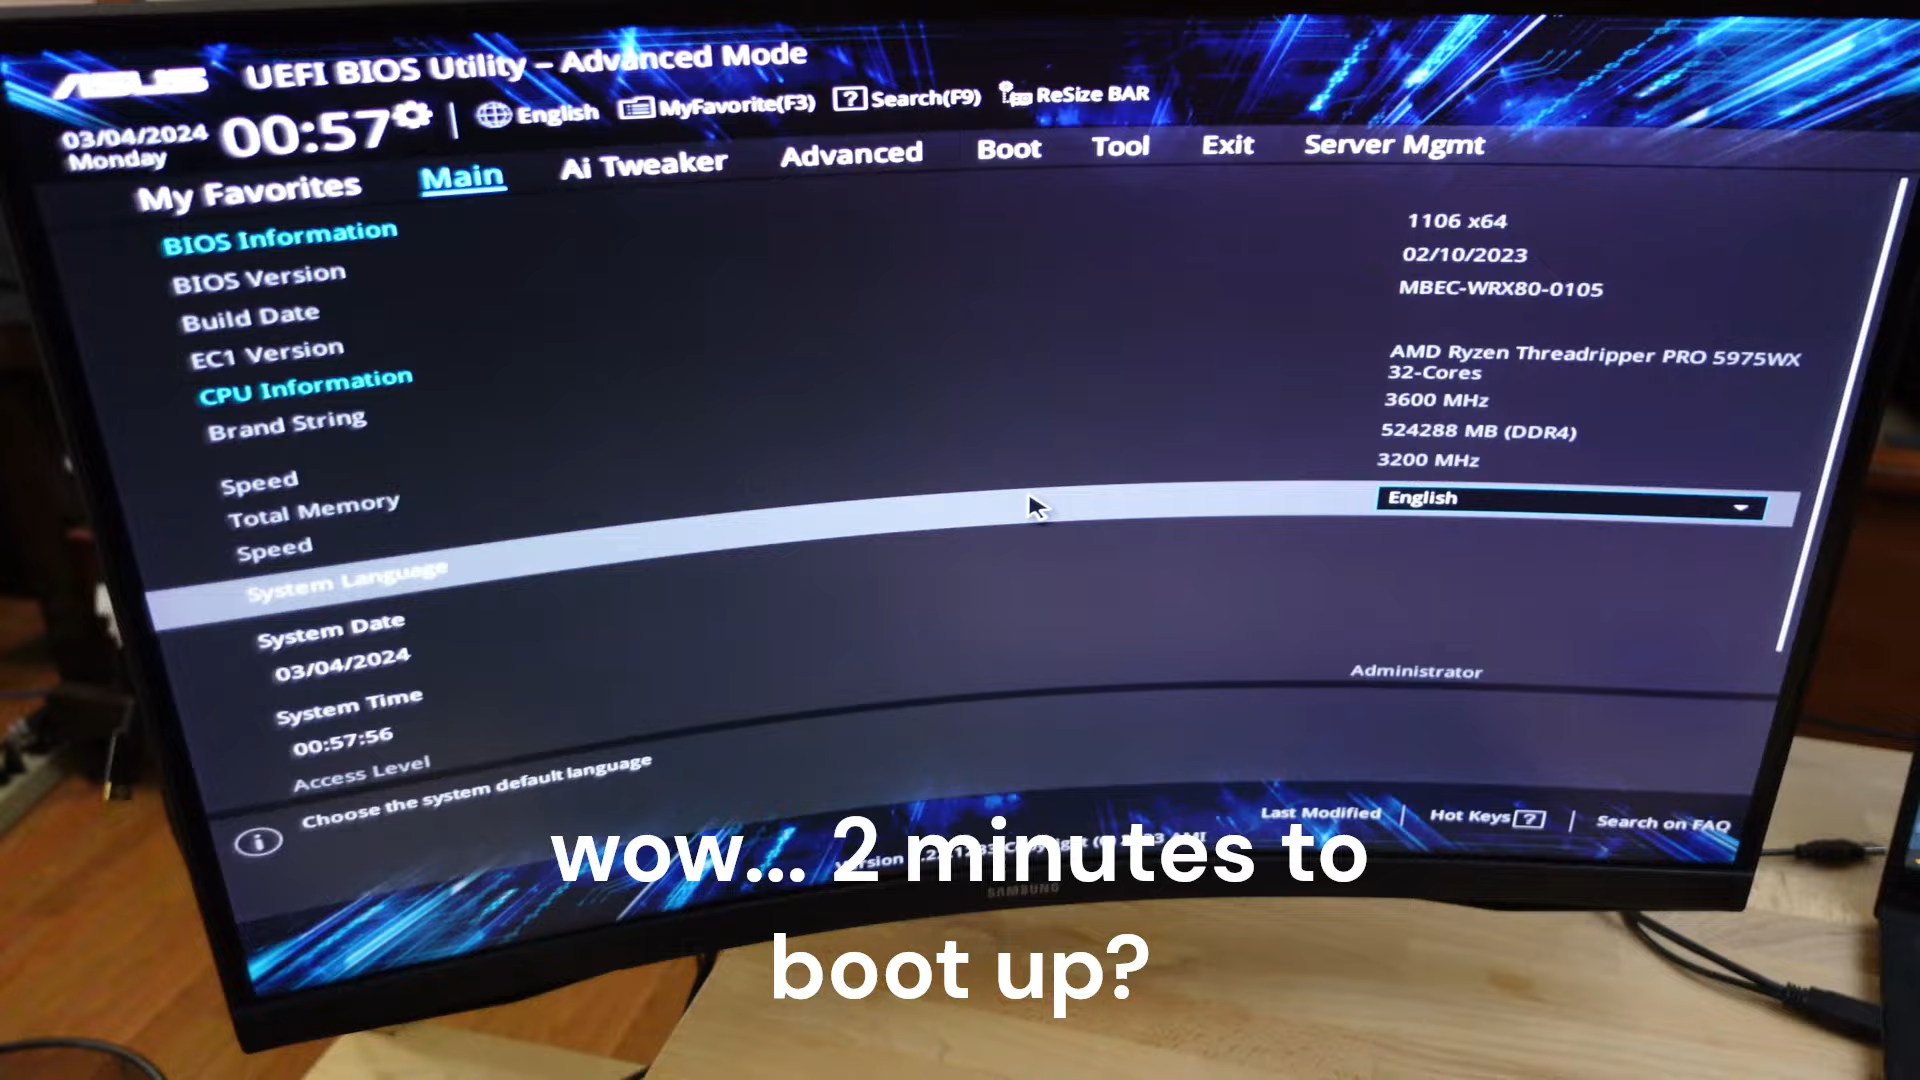 ASUS UEFI BIOS Utility – Advanced Mode
03/04/2024
Monday
00:57
English MyFavorite(F3) Search(F9) ReSize BAR
My Favorites Main Ai Tweaker Advanced Boot Tool Exit Server Mgmt
BIOS Information
BIOS Version 1106 x64
Build Date 02/10/2023
EC1 Version MBEC-WRX80-0105
CPU Information
Brand String AMD Ryzen Threadripper PRO 5975WX
32-Cores
Speed 3600 MHz
Total Memory 524288 MB (DDR4)
Speed 3200 MHz
System Language English
System Date
03/04/2024
System Time
00:57:56
Access Level Administrator
Choose the system default language
Last Modified Hot Keys ? Search on FAQ
SAMSUNG
wow... 2 minutes to
boot up?